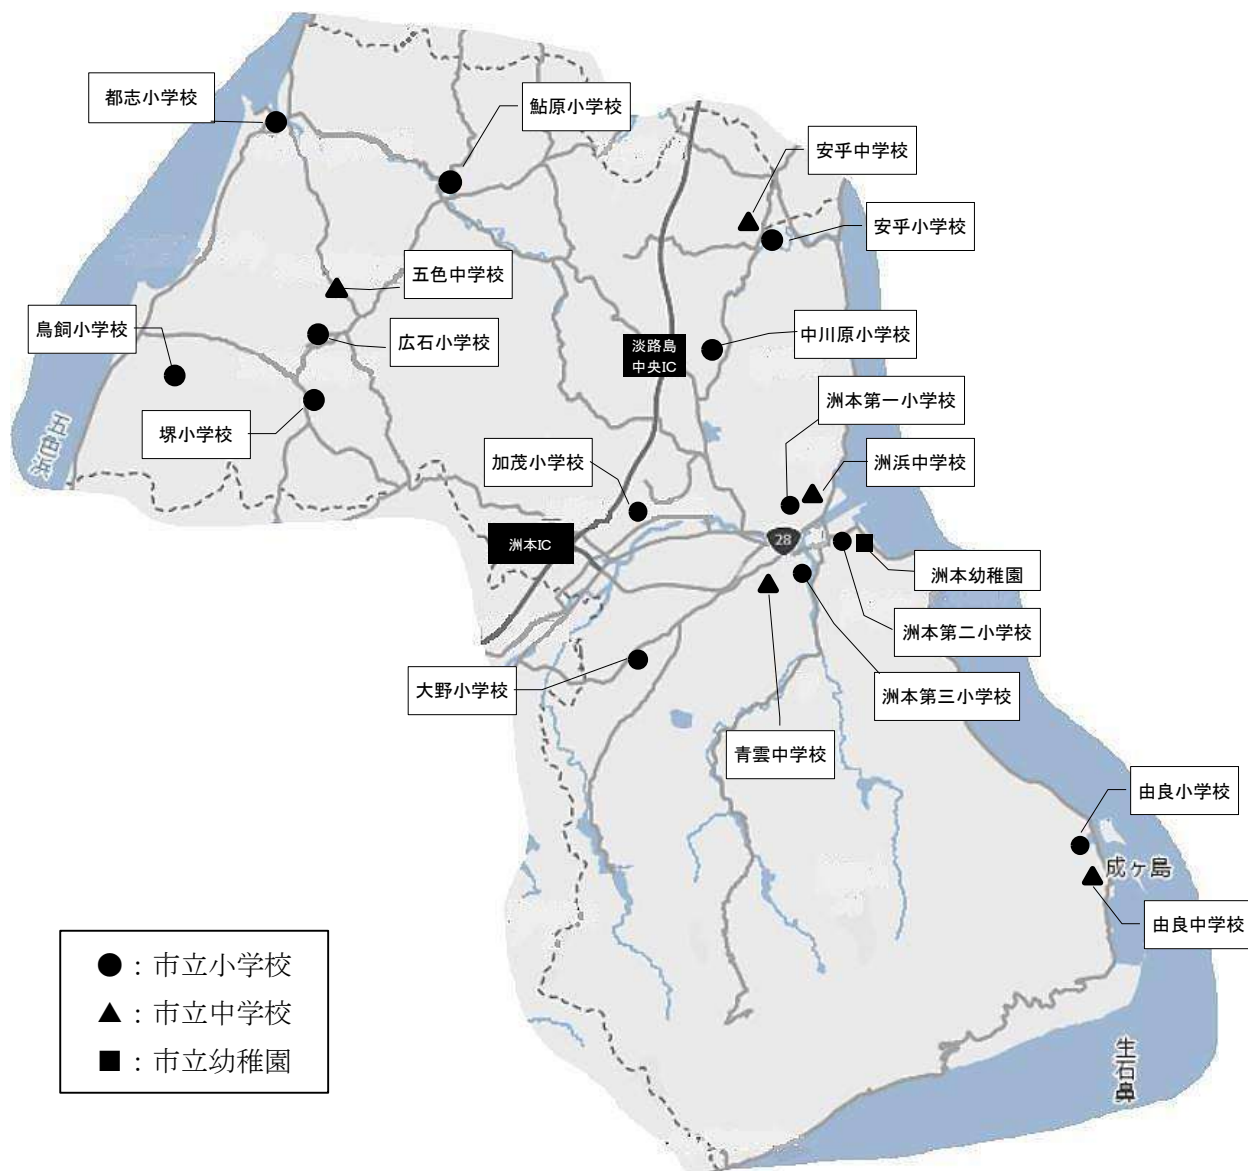 都志小学校
鮎原小学校
安乎中学校
安乎小学校
五色中学校
鳥飼小学校
広石小学校
淡路島
中央IC
中川原小学校
洲本第一小学校
堺小学校
五色浜
加茂小学校
洲浜中学校
洲本IC
28
洲本幼稚園
洲本第二小学校
大野小学校
洲本第三小学校
青雲中学校
由良小学校
成ヶ島
由良中学校
●：市立小学校
▲：市立中学校
■：市立幼稚園
生石鼻